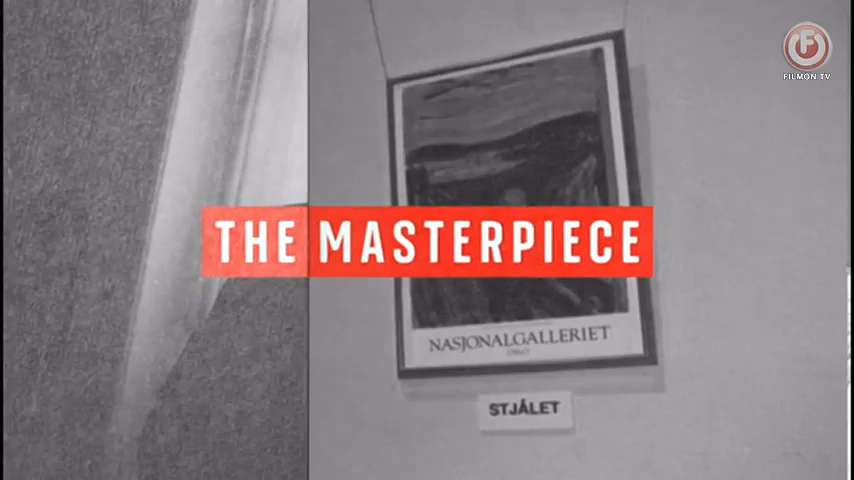 FILMON TV
THE MASTERPIECE
NASJONALGALLERIET
OSLO
STJÅLET